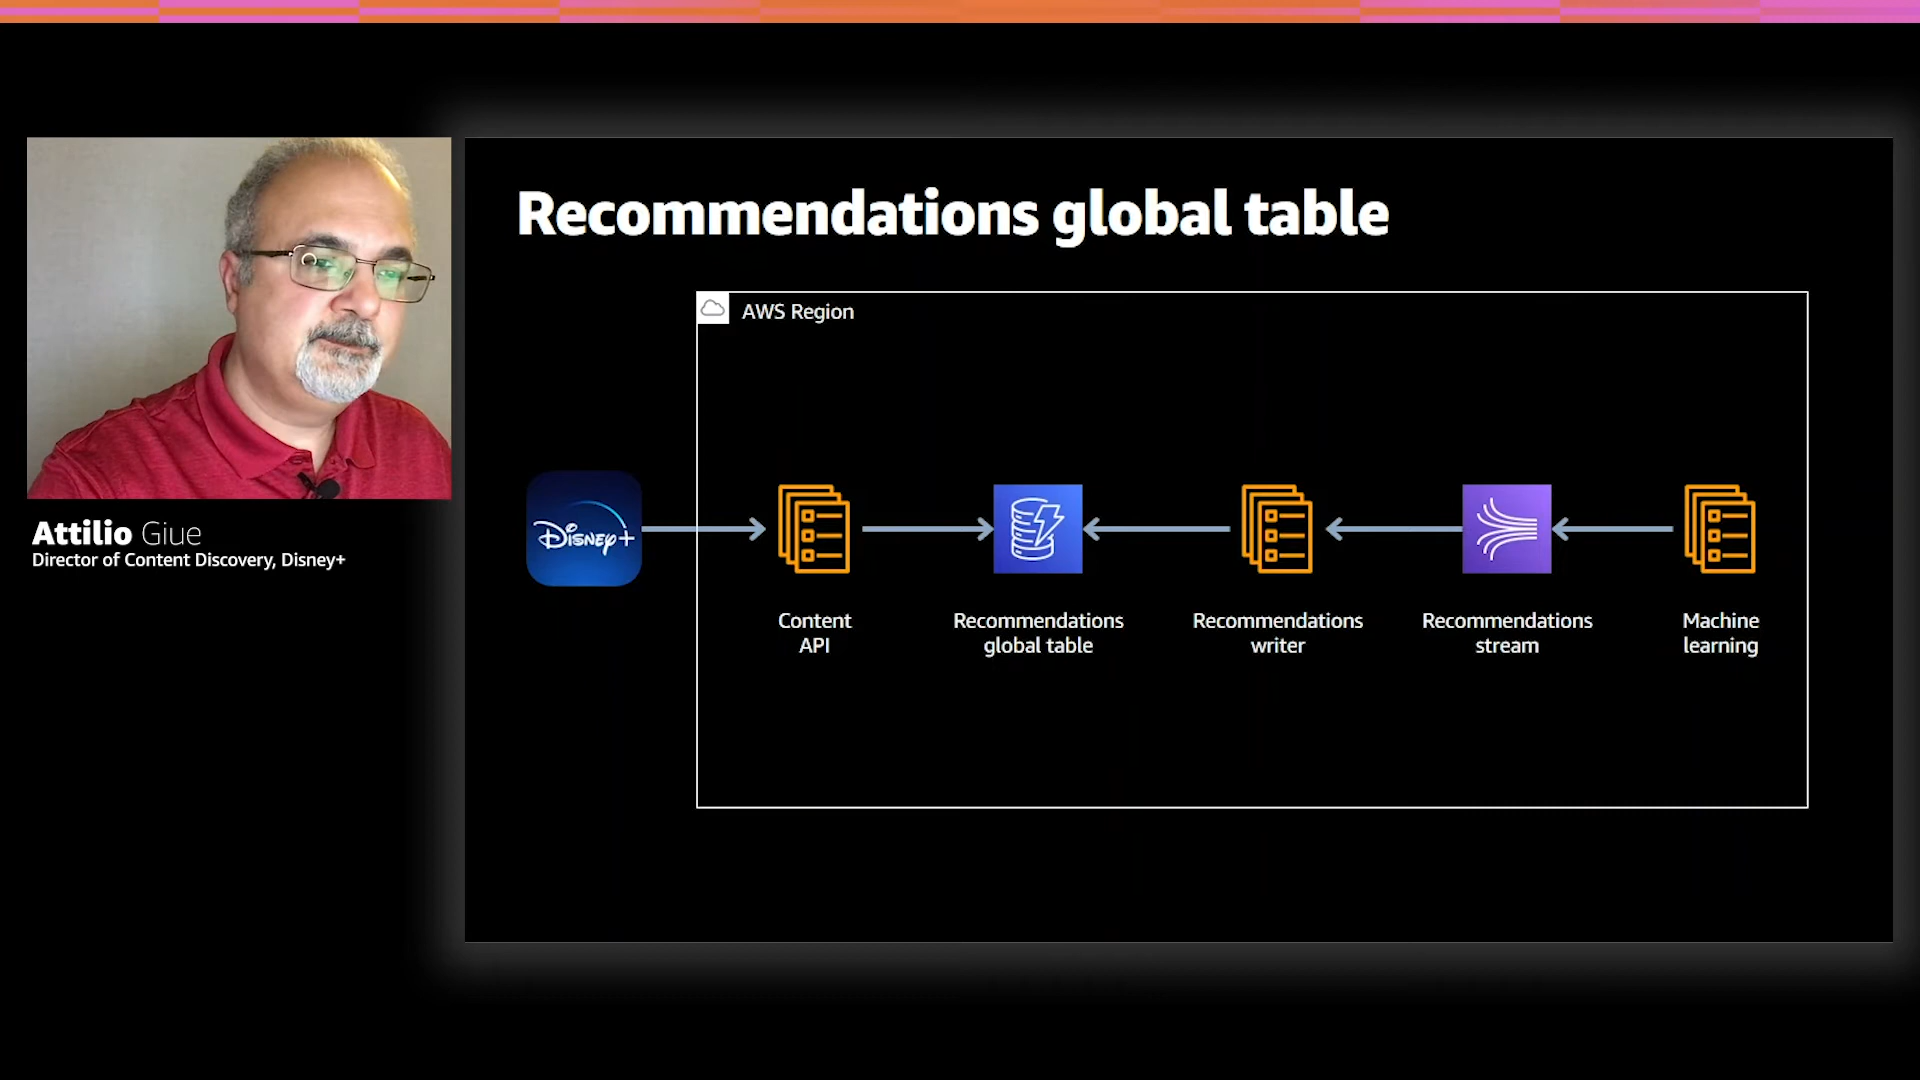 Recommendations global table
AWS Region
Disney+
Content
API
Recommendations
global table
Recommendations
writer
Recommendations
stream
Machine
learning
Attilio Giue
Director of Content Discovery, Disney+